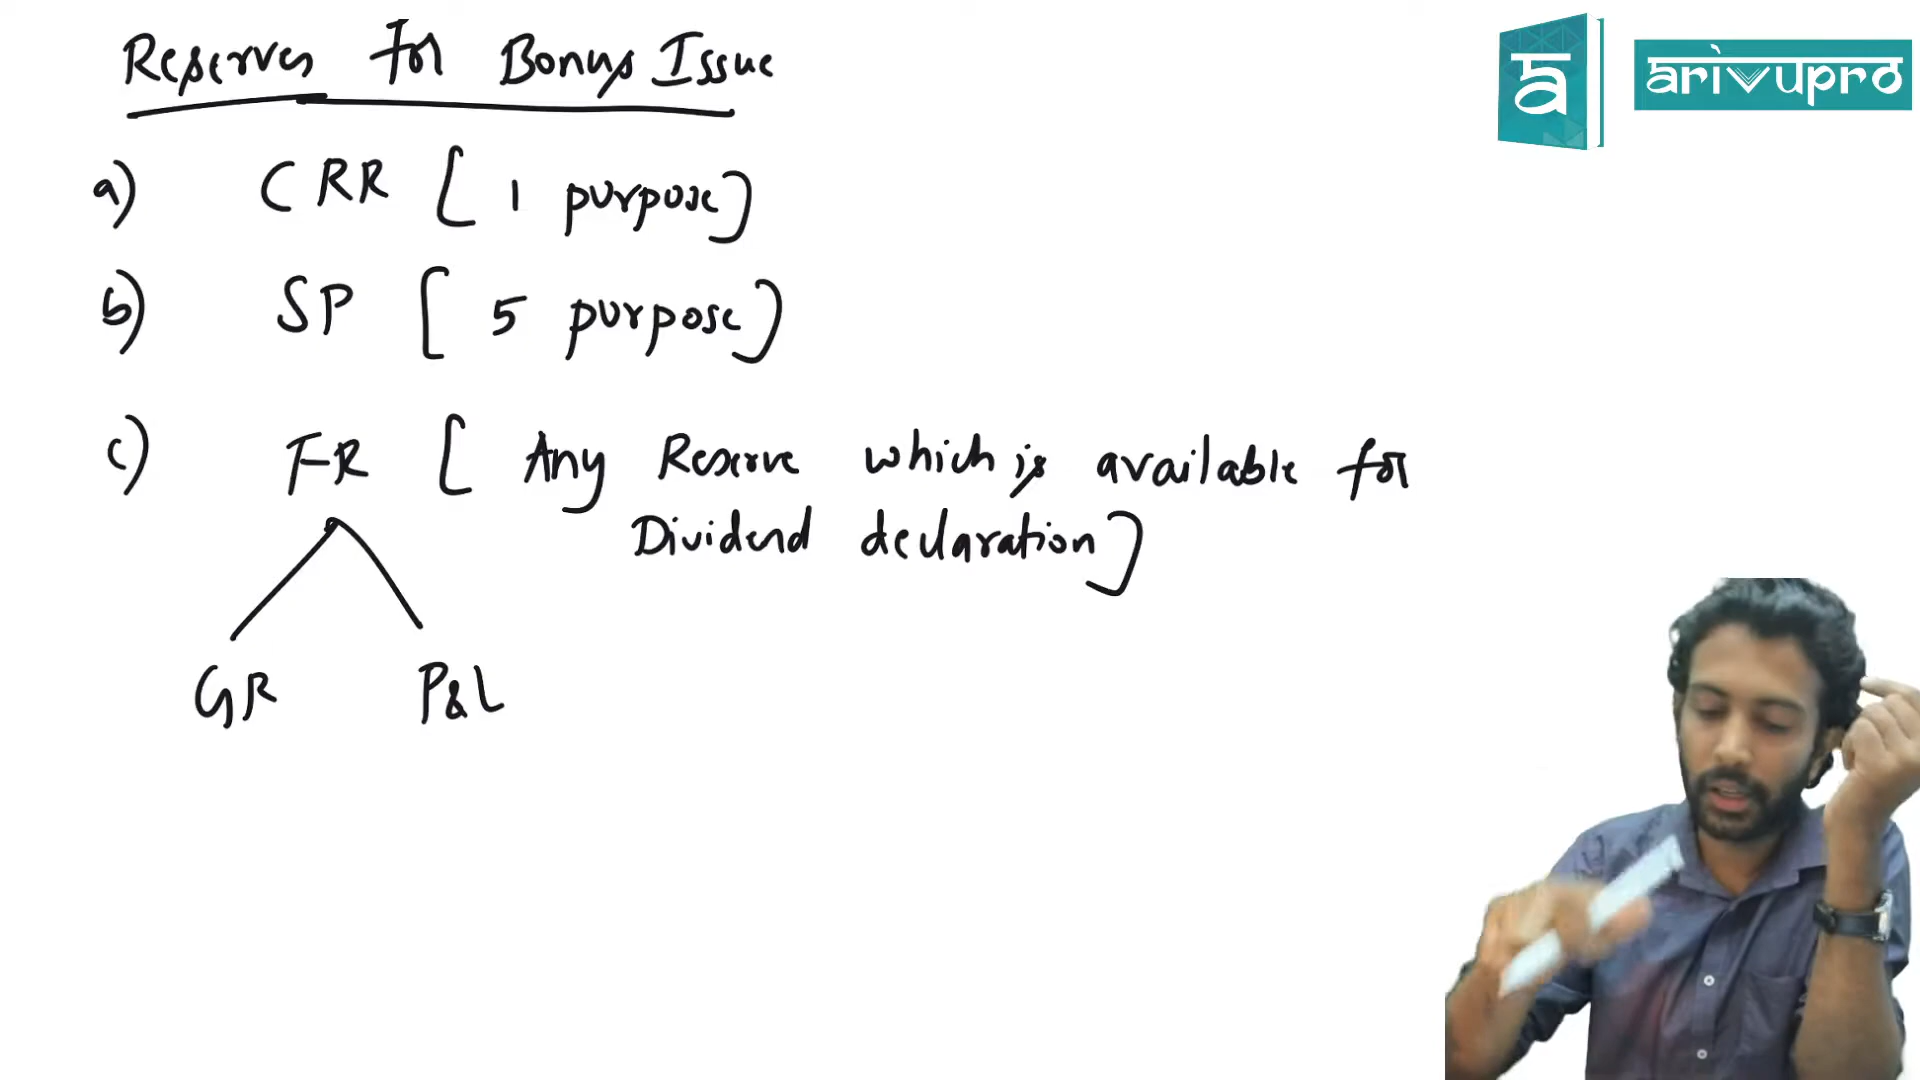 Reserves for Bonus Issue
a) CRR [1 purpose]
b) SP [5 purpose]
c) FR [Any Reserve which is available for
Dividend declaration]
GR P&L
a
arivupro